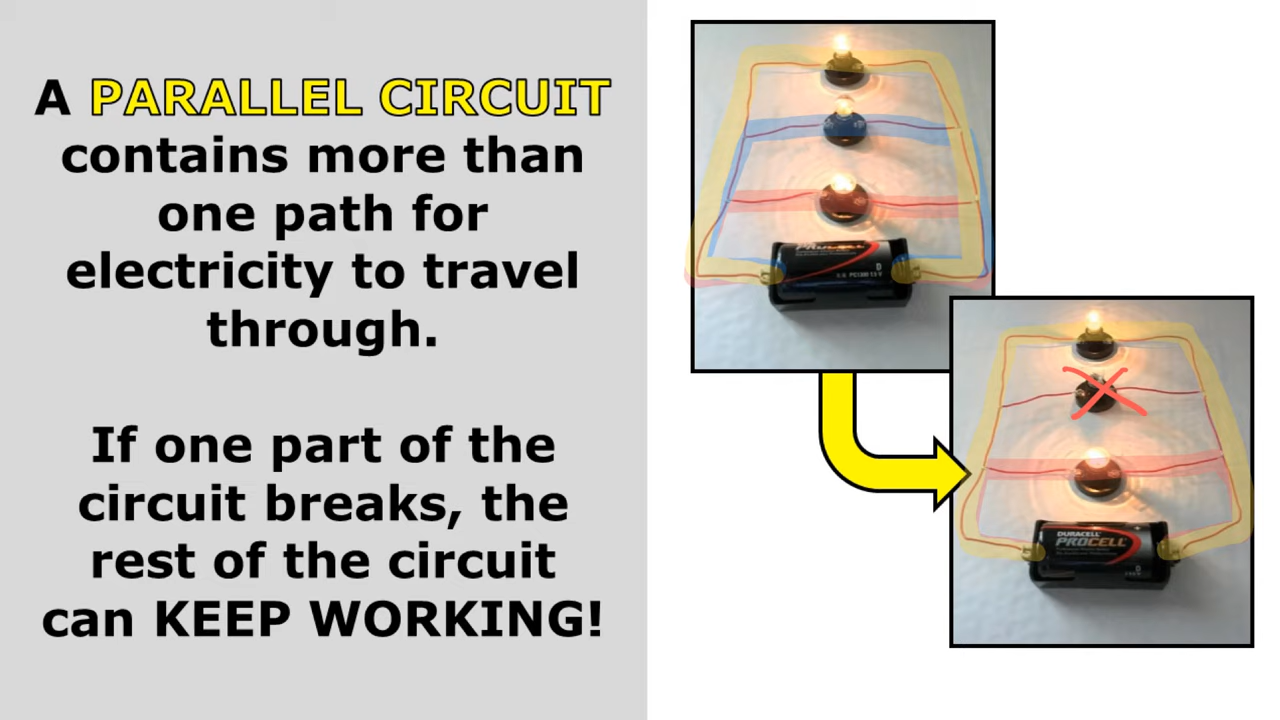 A PARALLEL CIRCUIT
contains more than
one path for
electricity to travel
through.
If one part of the
circuit breaks, the
rest of the circuit
can KEEP WORKING!
PROCELL
D
DURACELL
PROCELL
D